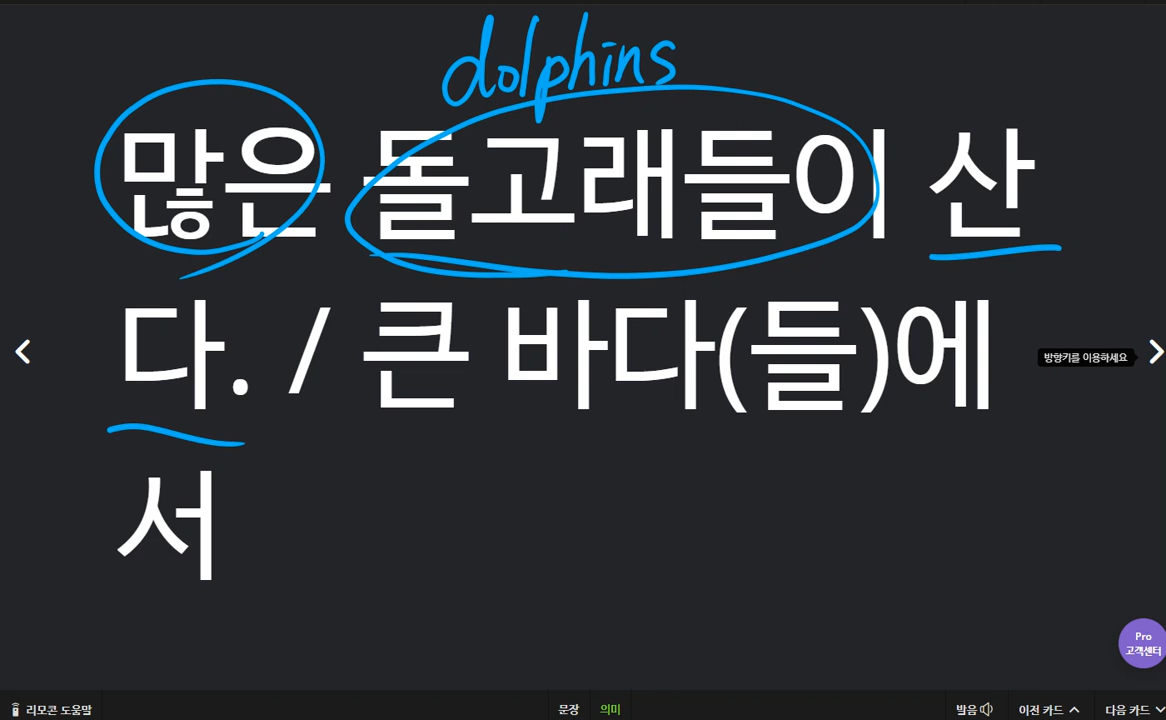 dolphins
많은 돌고래들이 산
다. / 큰 바다(들)에
서
방향키를 이용하세요
Pro
고객센터
리모콘 도움말 문장 의미 발음 이전 카드 다음 카드